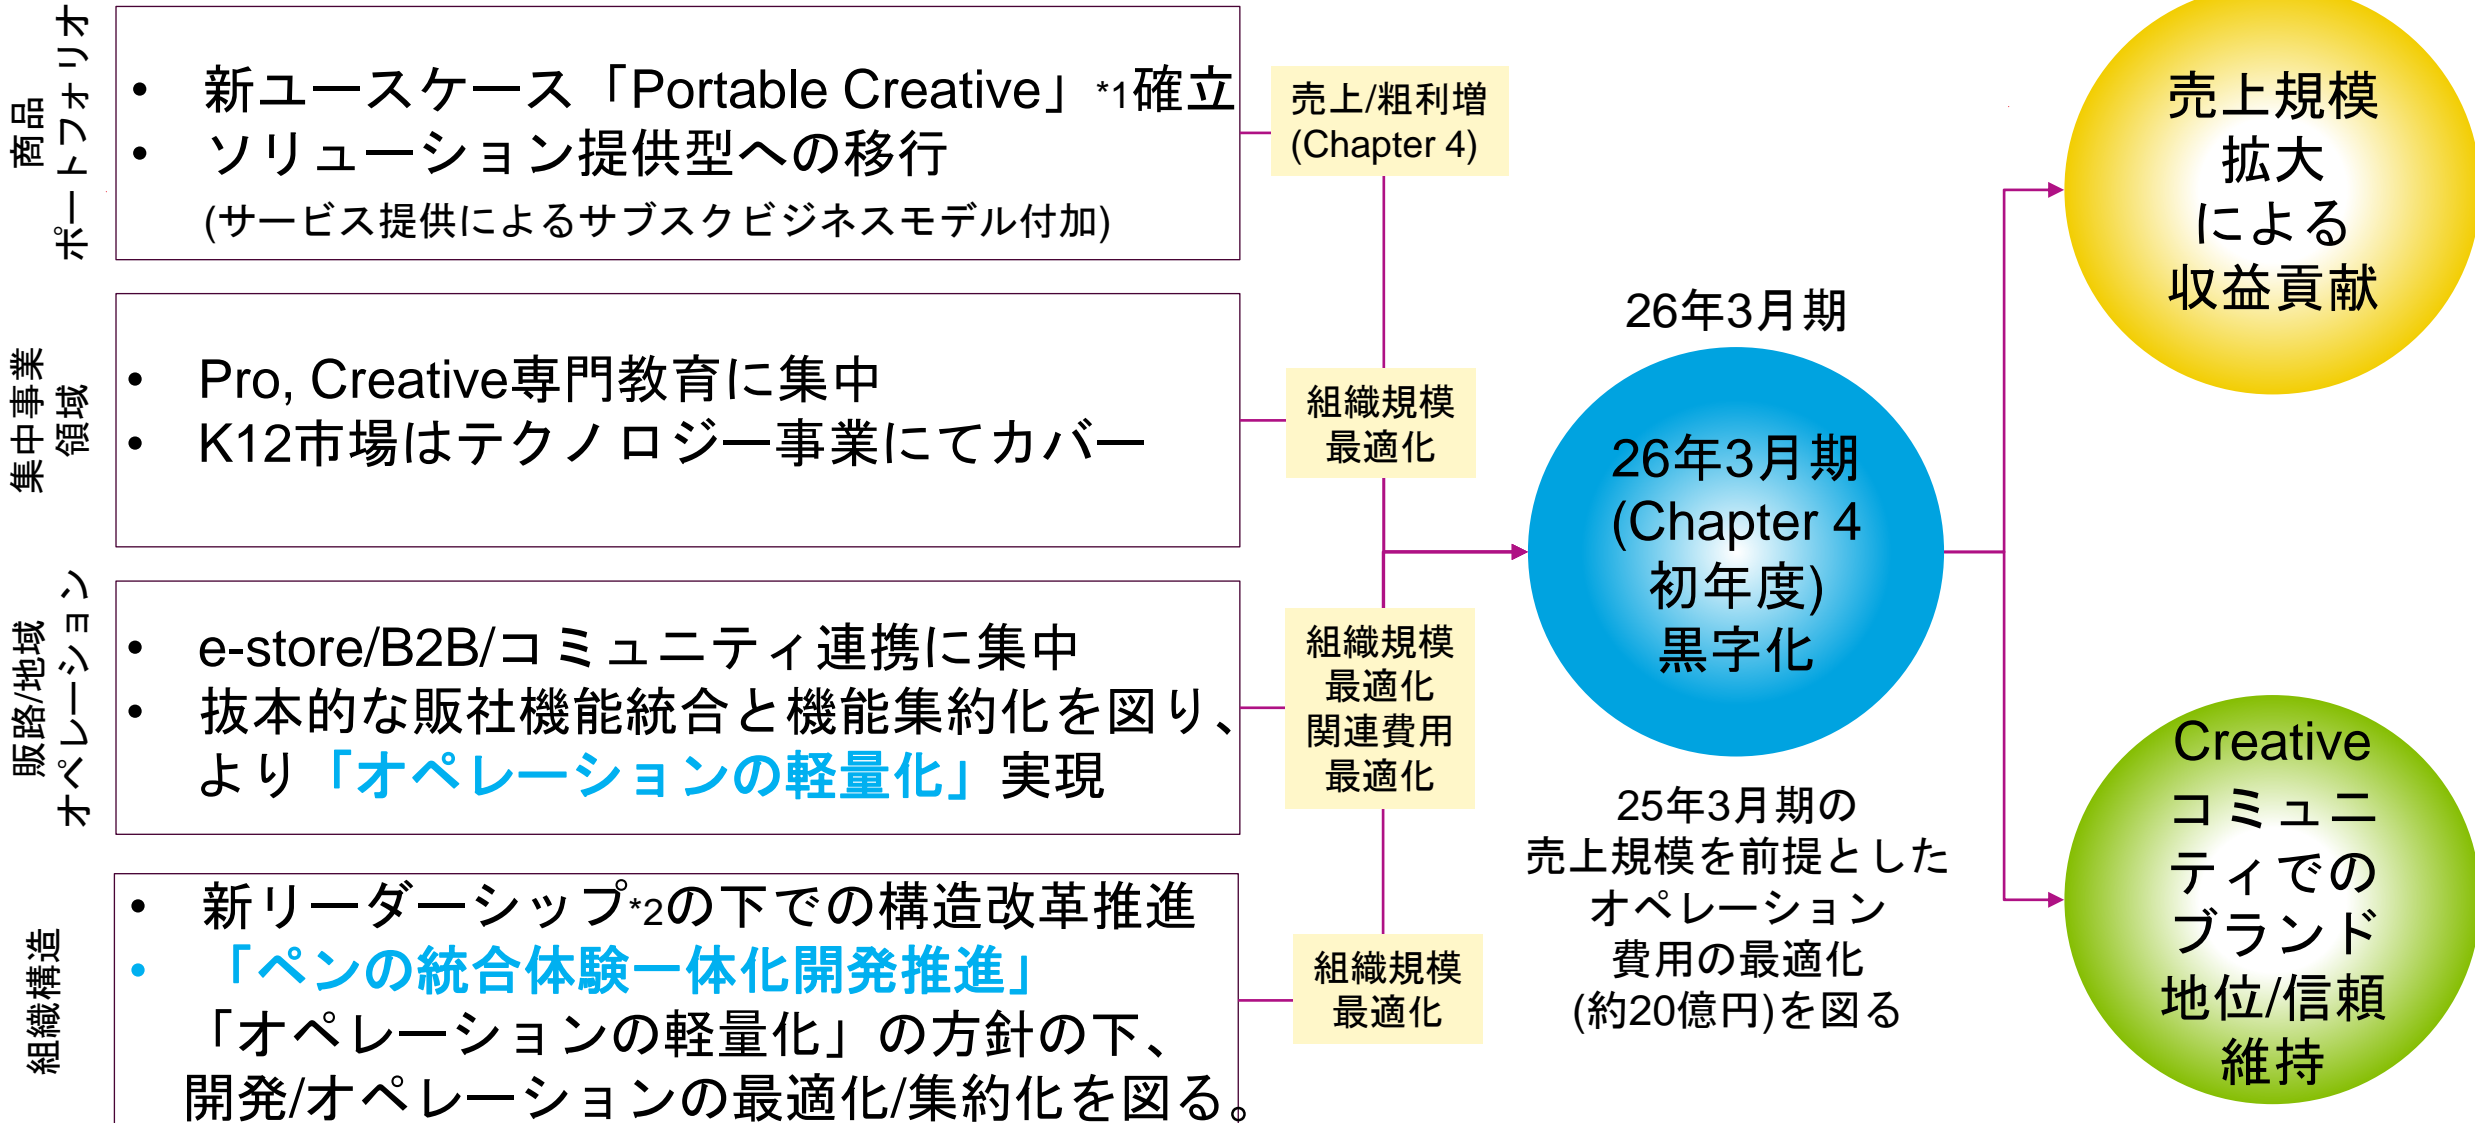 商品
ポートフォリオ
• 新ユースケース「Portable Creative」*1確立
• ソリューション提供型への移行
(サービス提供によるサブスクビジネスモデル付加)
売上/粗利増
(Chapter 4)
集中事業
領域
• Pro, Creative専門教育に集中
• K12市場はテクノロジー事業にてカバー
組織規模
最適化
販路/地域
オペレーション
• e-store/B2B/コミュニティ連携に集中
• 抜本的な販社機能統合と機能集約化を図り、
より「オペレーションの軽量化」実現
組織規模
最適化
関連費用
最適化
組織構造
• 新リーダーシップ*2の下での構造改革推進
• 「ペンの統合体験一体化開発推進」
「オペレーションの軽量化」の方針の下、
開発/オペレーションの最適化/集約化を図る。
組織規模
最適化
26年3月期
26年3月期
(Chapter 4
初年度)
黒字化
25年3月期の
売上規模を前提とした
オペレーション
費用の最適化
(約20億円)を図る
売上規模
拡大
による
収益貢献
Creative
コミュニ
ティでの
ブランド
地位/信頼
維持